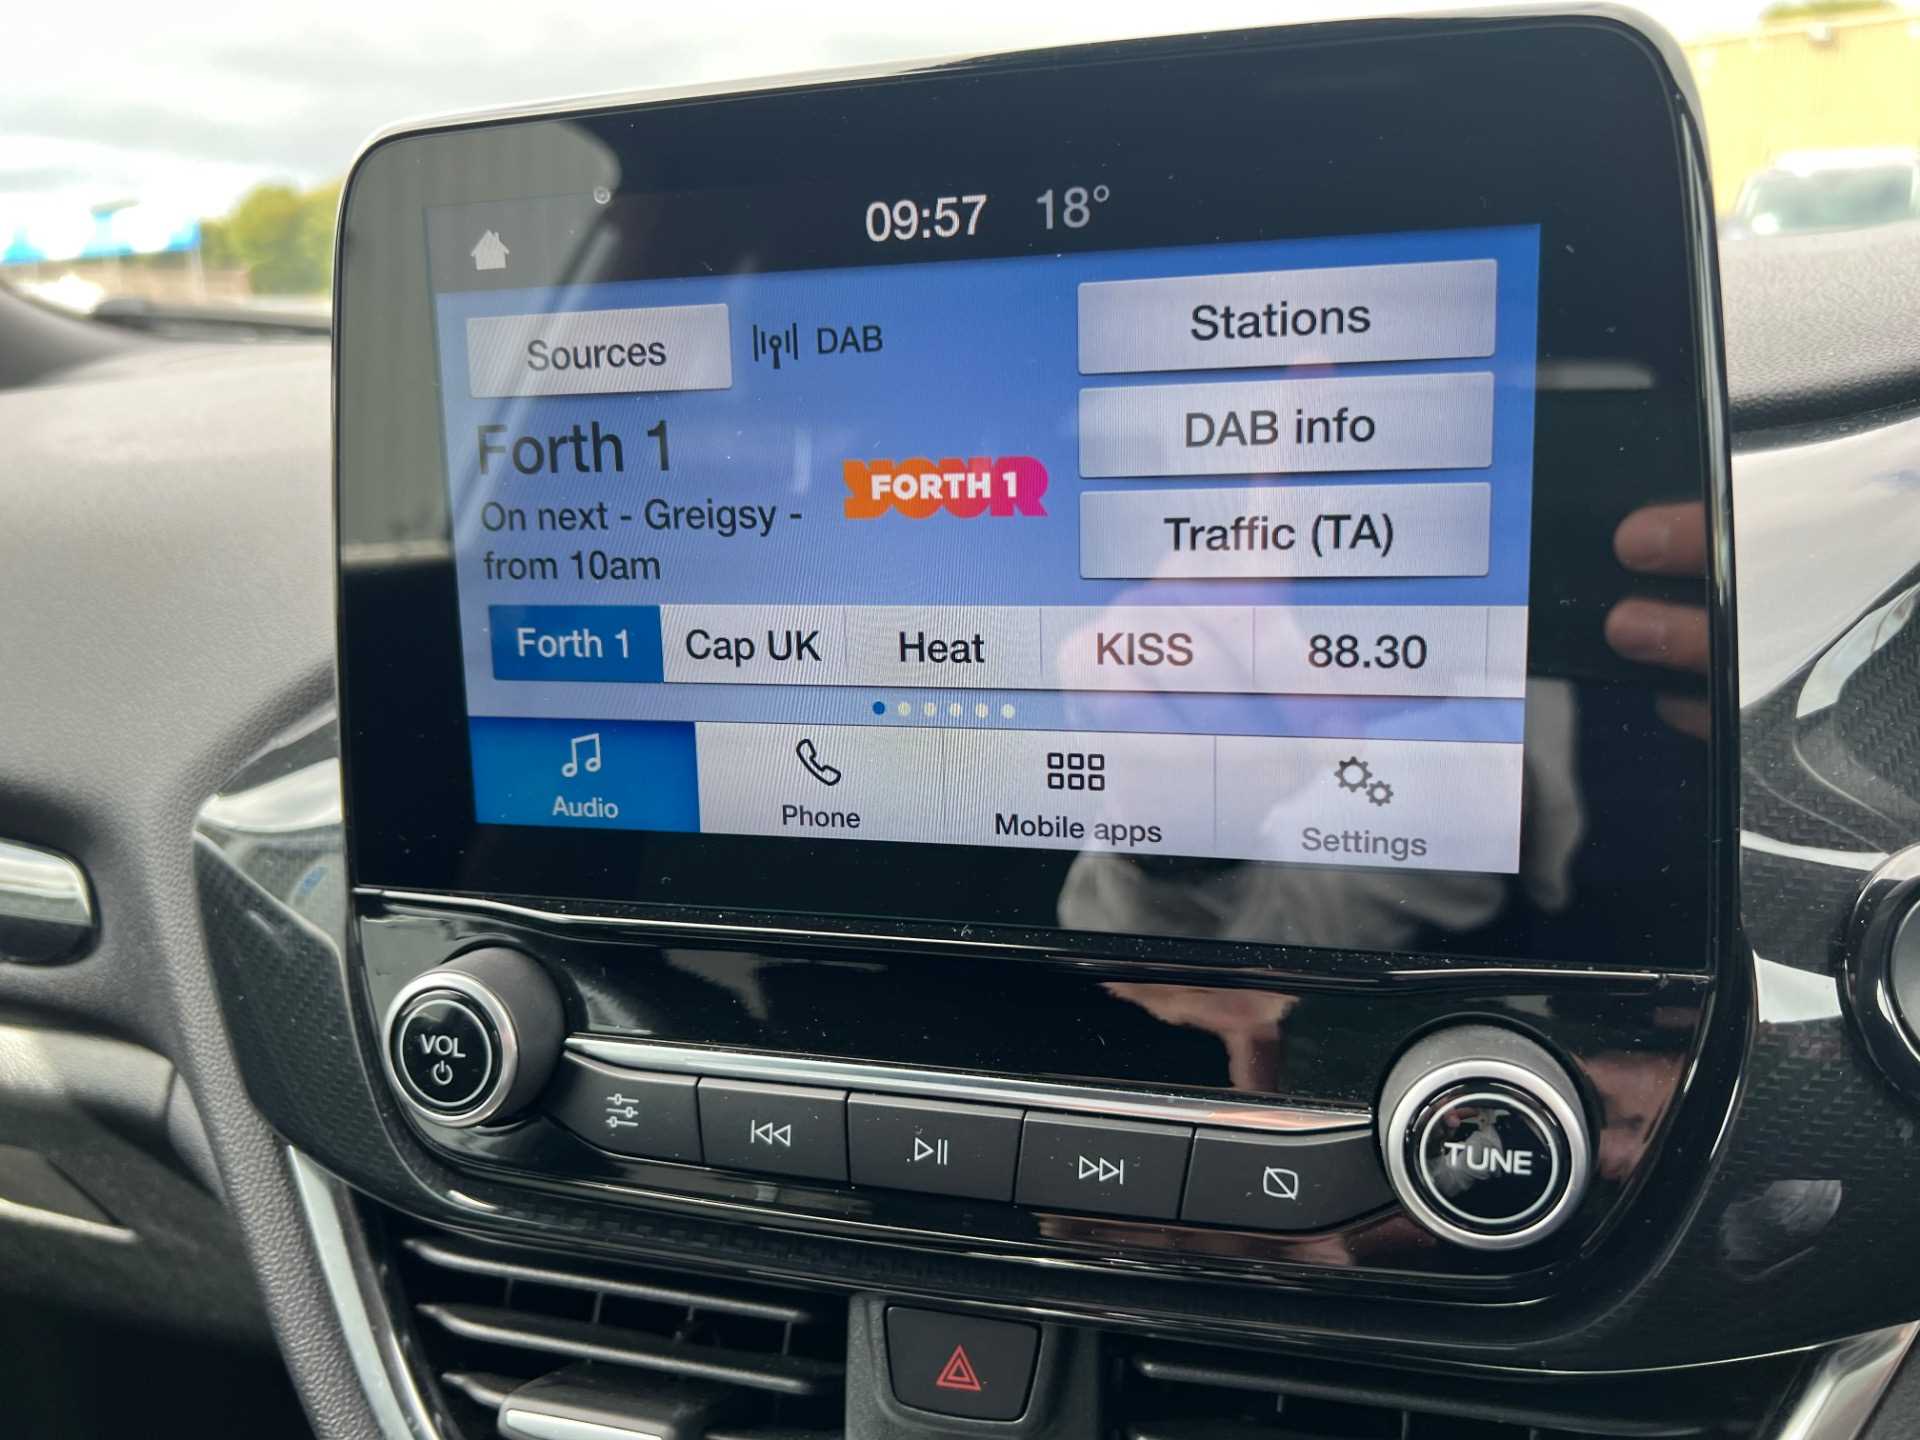 09:57 18°
Sources
DAB
Stations
DAB info
Traffic (TA)
Forth 1
On next - Greigsy -
from 10am
FORTH 1
Forth 1 Cap UK Heat KISS 88.30
Audio Phone Mobile apps Settings
VOL
TUNE